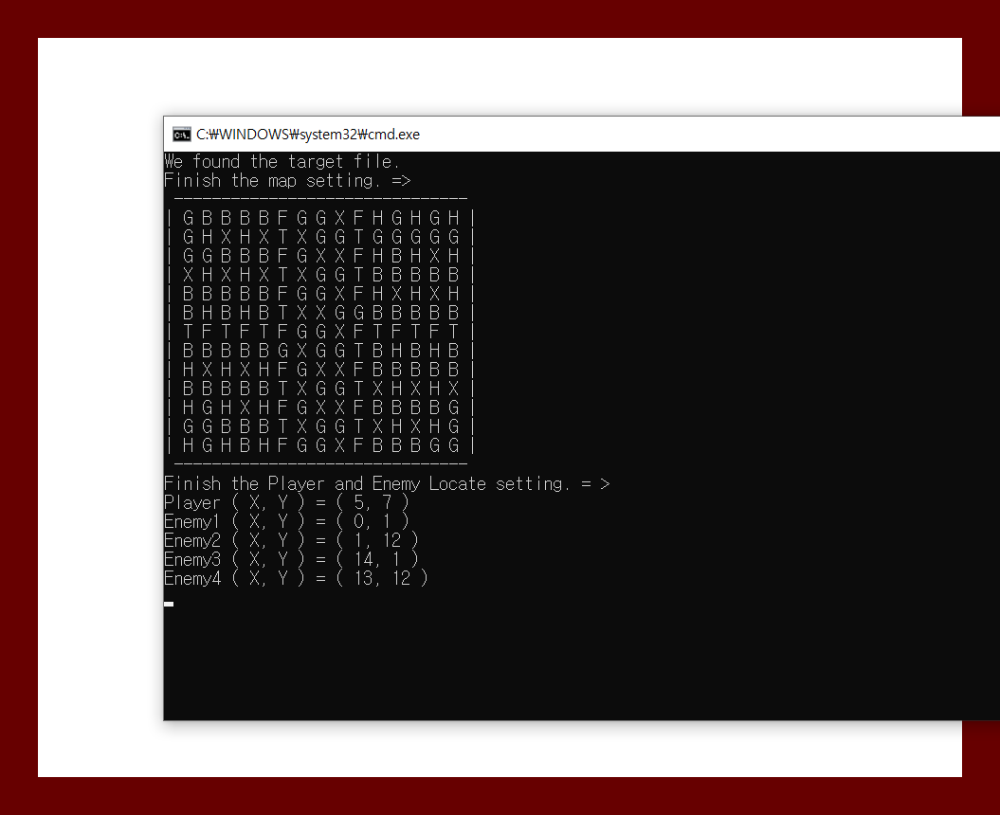 C:₩WINDOWS₩system32₩cmd.exe
We found the target file.
Finish the map setting. =>
-------------------------------
| G B B B B F G G X F H G H G H |
| G H X H X T X G G T G G G G G |
| G G B B B F G X X F H B H X H |
| X H X H X T X G G T B B B B B |
| B B B B B F G G X F H X H X H |
| B H B H B T X X G G B B B B B |
| T F T F T F G G X F T F T F T |
| B B B B B G X G G T B H B H B |
| H X H X H F G X X F B B B B B |
| B B B B B T X G G T X H X H X |
| H G H X H F G X X F B B B B G |
| G G B B B T X G G T X H X H G |
| H G H B H F G G X F B B B G G |
-------------------------------
Finish the Player and Enemy Locate setting. = >
Player ( X, Y ) = ( 5, 7 )
Enemy1 ( X, Y ) = ( 0, 1 )
Enemy2 ( X, Y ) = ( 1, 12 )
Enemy3 ( X, Y ) = ( 14, 1 )
Enemy4 ( X, Y ) = ( 13, 12 )